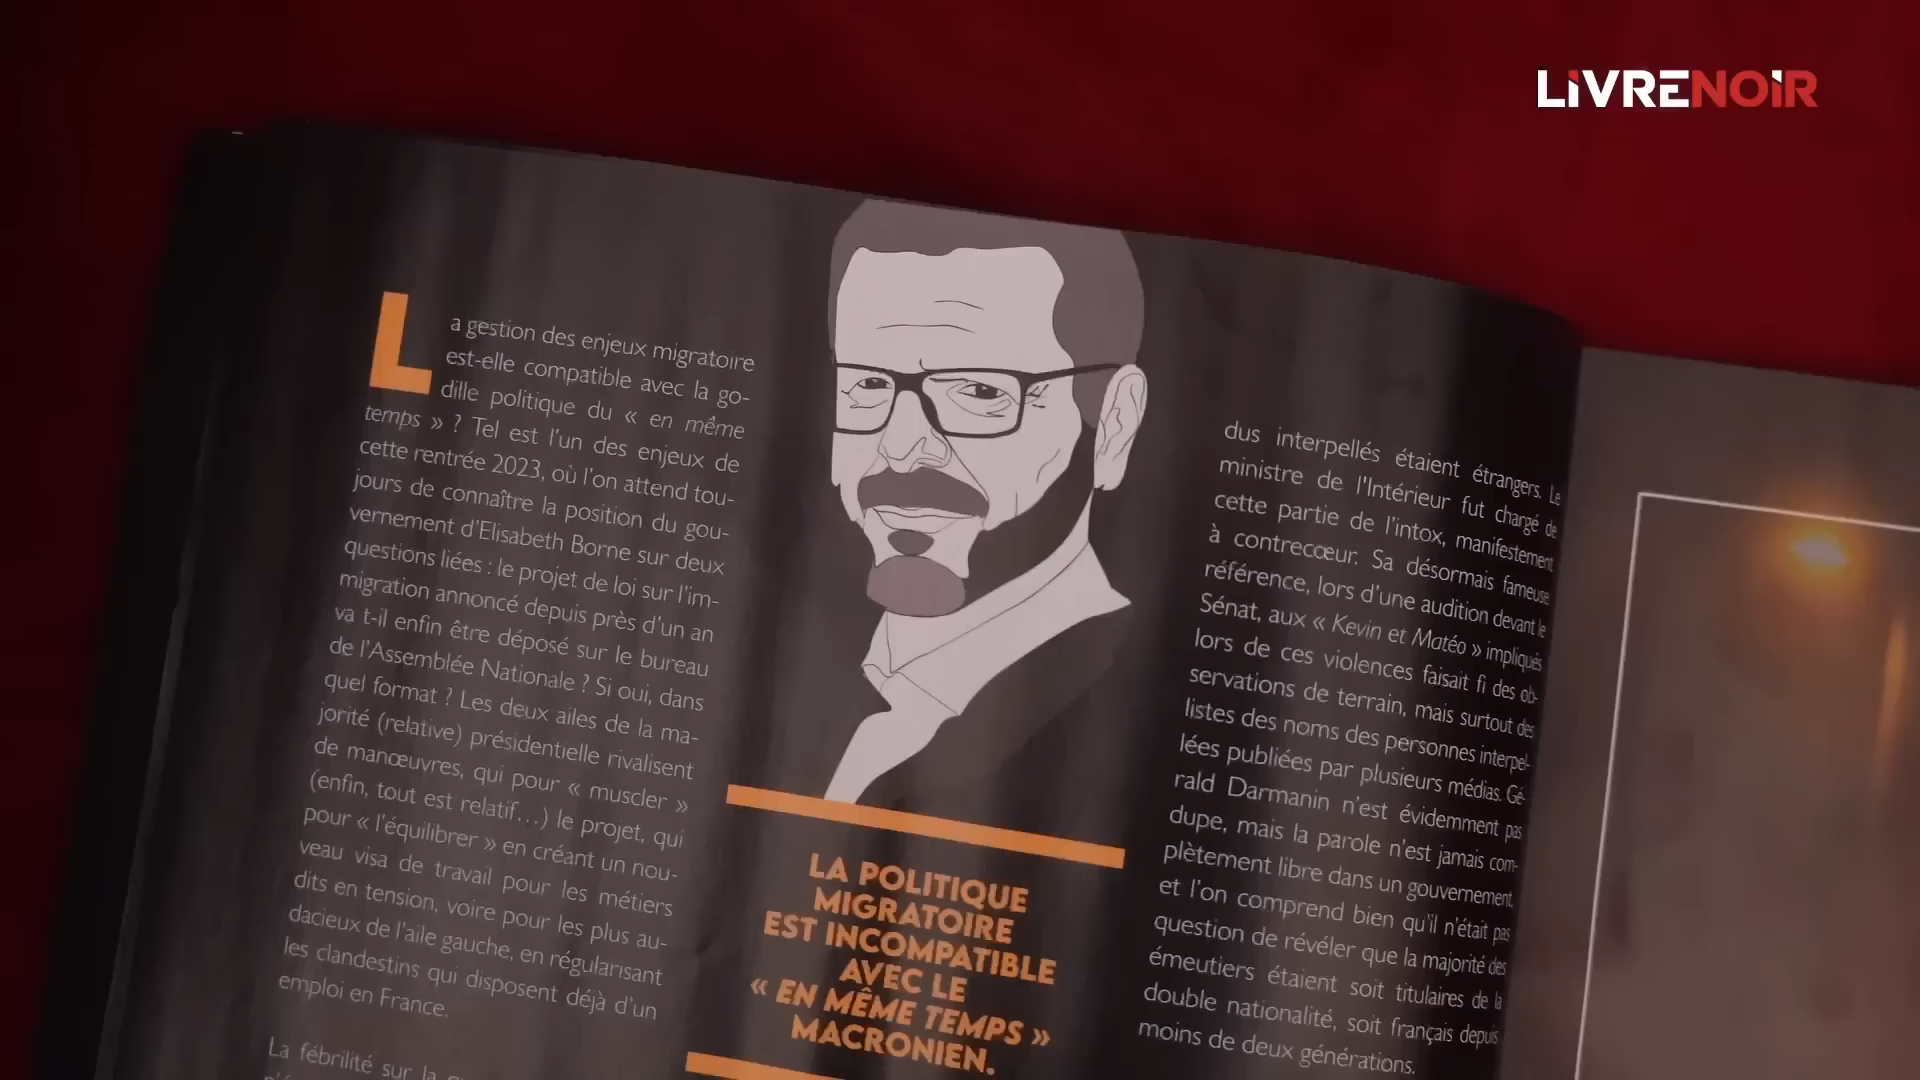 LIVRENOIR
La gestion des enjeux migratoire
est-elle compatible avec la go-
dille politique du « en même
temps » ? Tel est l'un des enjeux de
cette rentrée 2023, où l'on attend tou-
jours de connaître la position du gou-
vernement d'Elisabeth Borne sur deux
questions liées : le projet de loi sur l'im-
migration annoncé depuis près d'un an
va t-il enfin être déposé sur le bureau
de l'Assemblée Nationale ? Si oui, dans
quel format ? Les deux ailes de la ma-
jorité (relative) présidentielle rivalisent
de manœuvres, qui pour « muscler »
(enfin, tout est relatif…) le projet, qui
pour « l'équilibrer » en créant un nou-
veau visa de travail pour les métiers
dits en tension, voire pour les plus au-
dacieux de l'aile gauche, en régularisant
les clandestins qui disposent déjà d'un
emploi en France.
La fébrilité sur la
LA POLITIQUE
MIGRATOIRE
EST INCOMPATIBLE
AVEC LE
« EN MÊME TEMPS »
MACRONIEN.
dus interpellés étaient étrangers. Le
ministre de l'Intérieur fut chargé de
cette partie de l'intox, manifestement
à contrecœur. Sa désormais fameuse
référence, lors d'une audition devant le
Sénat, aux « Kevin et Matéo » impliqués
lors de ces violences faisait fi des ob-
servations de terrain, mais surtout des
listes des noms des personnes interpel-
lées publiées par plusieurs médias. Gé-
rald Darmanin n'est évidemment pas
dupe, mais la parole n'est jamais com-
plètement libre dans un gouvernement,
et l'on comprend bien qu'il n'était pas
question de révéler que la majorité des
émeutiers étaient soit titulaires de la
double nationalité, soit français depuis
moins de deux générations.